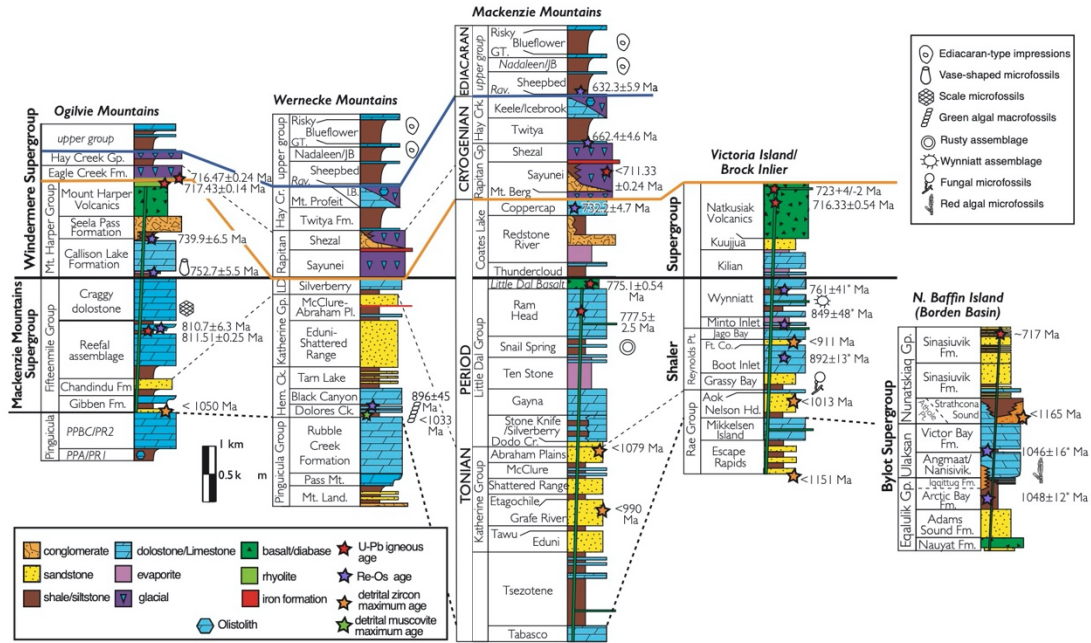 Mackenzie Mountains
Ogilvie Mountains
Wernecke Mountains
Victoria Island/
Brock Inlier
N. Baffin Island
(Borden Basin)
Ediacaran-type impressions
Vase-shaped microfossils
Scale microfossils
Green algal macrofossils
Rusty assemblage
Wynniatt assemblage
Fungal microfossils
Red algal microfossils
Windermere Supergroup
Mackenzie Mountains
Supergroup
upper group
Hay Creek Gp.
Eagle Creek Fm.
Mt. Harper Group
Mount Harper
Volcanics
Seela Pass
Formation
Callison Lake
Formation
Fifteenmile Group
Craggy
dolostone
Reefal
assemblage
Chandindu Fm
Gibben Fm.
Pinguicula
PPBC/PR2
PPA/PR1
716.47±0.24 Ma
717.43±0.14 Ma
739.9±6.5 Ma
752.7±5.5 Ma
810.7±6.3 Ma
811.51±0.25 Ma
< 1050 Ma
1 km
0.5k
m
upper group
Risky
Blueflower
GT.
Nadaleen/JB
Sheepbed
Rav.
Hay Cr.
I.B.
Mt. Profeit
Twitya Fm.
Rapitan
Shezal
Sayunei
LD
Silverberry
Katherine Gp.
McClure-
Abraham Pl.
Eduni-
Shattered
Range
Tarn Lake
Hem. Ck.
Black Canyon
Dolores Ck.
Pinguicula Group
Rubble
Creek
Formation
Pass Mt.
Mt. Land.
896±45
Ma
<1033
Ma
EDIACARAN
upper group
Risky
Blueflower
GT.
Nadaleen/JB
Sheepbed
Rav.
632.3±5.9 Ma
CRYOGENIAN
Hay Crk.
Keele/Icebrook
Twitya
662.4±4.6 Ma
Rapitan Gp
Shezal
Sayunei
Mt. Berg
<711.33
±0.24 Ma
Coates Lake
Coppercap
732.2±4.7 Ma
Redstone
River
Thundercloud
TONIAN PERIOD
Little Dal Group
Little Dal Basalt
775.1±0.54
Ma
Ram
Head
777.5±
2.5 Ma
Snail Spring
Ten Stone
Gayna
Stone Knife
/Silverberry
Dodo Cr.
Katherine Group
Abraham Plains
<1079 Ma
McClure
Shattered Range
Etagochile
Grafe River
<990
Ma
Tawu
Eduni
Tsezotene
Tabasco
Shaler Supergroup
Natkusiak
Volcanics
723+4/-2 Ma
716.33±0.54 Ma
Kuujjua
Kilian
Wynniatt
761±41* Ma
849±48* Ma
Minto Inlet
Reynolds Pt.
Jago Bay
Ft. Co.
<911 Ma
Boot Inlet
892±13* Ma
Grassy Bay
Rae Group
Aok
Nelson Hd.
<1013 Ma
Mikkelsen
Island
Escape
Rapids
<1151 Ma
Bylot Supergroup
Nunatsiaq Gp.
Sinasiuvik
Fm.
~717 Ma
Sinasiuvik
Fm.
Strathcona
Sound
<1165 Ma
Ulaksan
Victor Bay
Fm.
1046±16* Ma
Angmaat/
Nanisivik.
Iqqittuq Fm.
Eqalulik Gp.
Arctic Bay
Fm.
1048±12* Ma
Adams
Sound Fm.
Nauyat Fm.
conglomerate
dolostone/Limestone
basalt/diabase
U-Pb igneous
age
sandstone
evaporite
rhyolite
Re-Os age
shale/siltstone
glacial
iron formation
detrital zircon
maximum age
detrital muscovite
maximum age
Olistolith